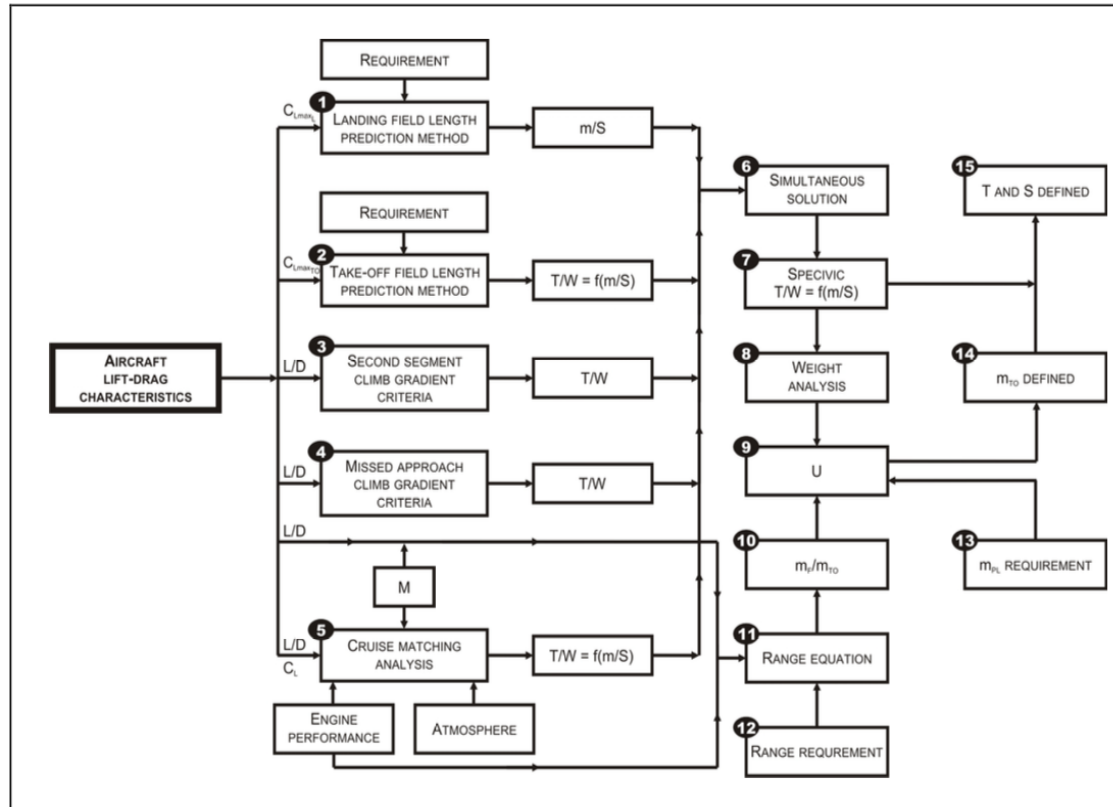 REQUIREMENT
1
C_Lmax_L
LANDING FIELD LENGTH
PREDICTION METHOD
m/S
REQUIREMENT
2
C_Lmax_TO
TAKE-OFF FIELD LENGTH
PREDICTION METHOD
T/W = f(m/S)
AIRCRAFT
LIFT-DRAG
CHARACTERISTICS
3
L/D
SECOND SEGMENT
CLIMB GRADIENT
CRITERIA
T/W
4
L/D
MISSED APPROACH
CLIMB GRADIENT
CRITERIA
T/W
L/D
M
5
L/D
C_L
CRUISE MATCHING
ANALYSIS
T/W = f(m/S)
ENGINE
PERFORMANCE
ATMOSPHERE
6
SIMULTANEOUS
SOLUTION
7
SPECIVIC
T/W = f(m/S)
8
WEIGHT
ANALYSIS
9
U
10
m_F/m_TO
11
RANGE EQUATION
12
RANGE REQUREMENT
15
T AND S DEFINED
14
m_TO DEFINED
13
m_PL REQUIREMENT